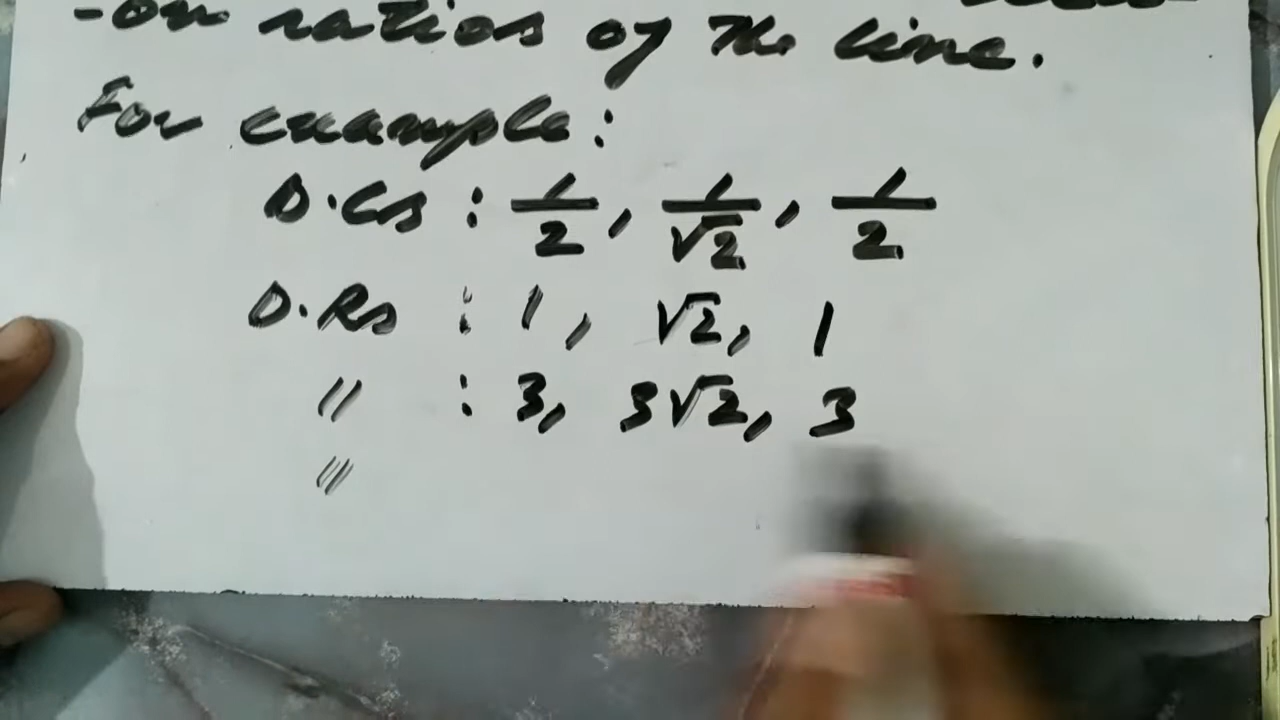 -on ratios of the line.
For example:
D.Cs : 1/2, 1/√2, 1/2
D.Rs : 1, √2, 1
〃 : 3, 3√2, 3
〃